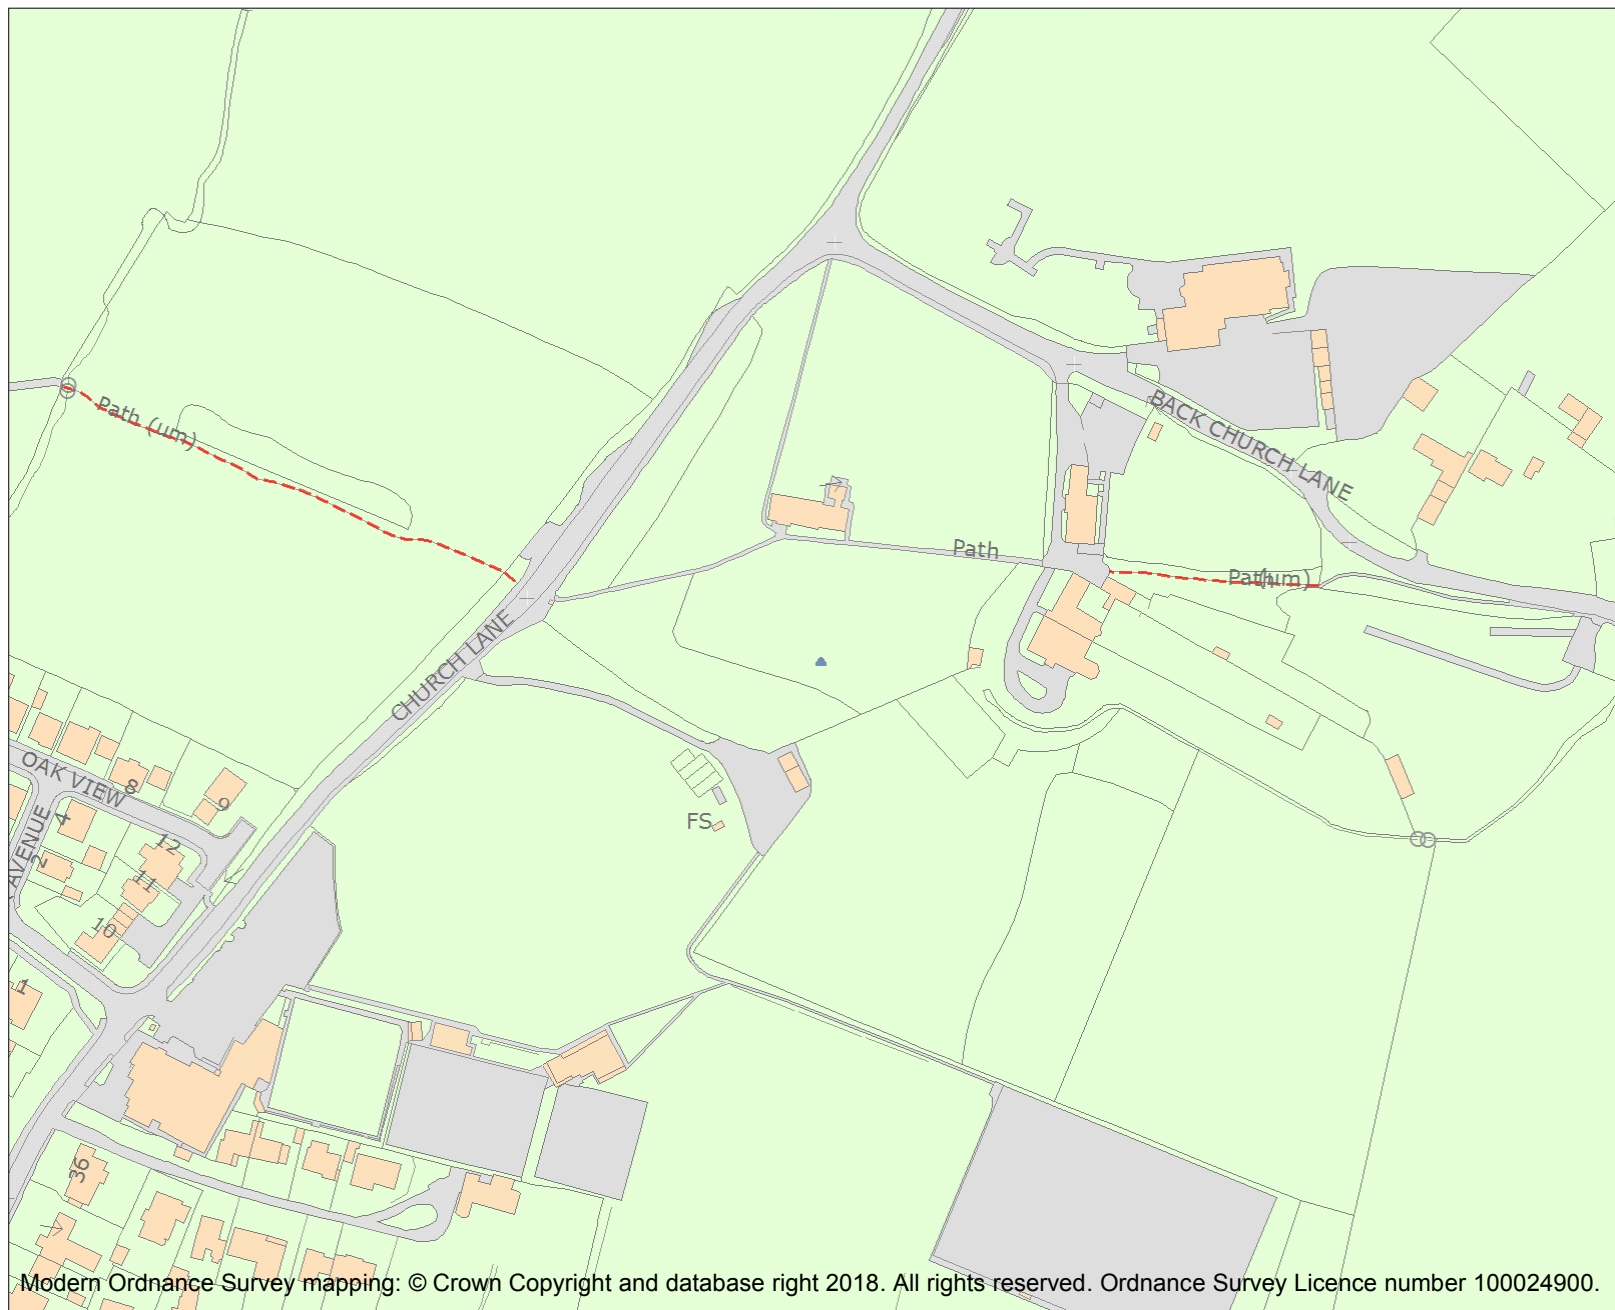 Path (um)
BACK CHURCH LANE
Path
Path (um)
CHURCH LANE
OAK VIEW
8
9
4
AVENUE
2
12
11
10
FS
1
36
Modern Ordnance Survey mapping: © Crown Copyright and database right 2018. All rights reserved. Ordnance Survey Licence number 100024900.